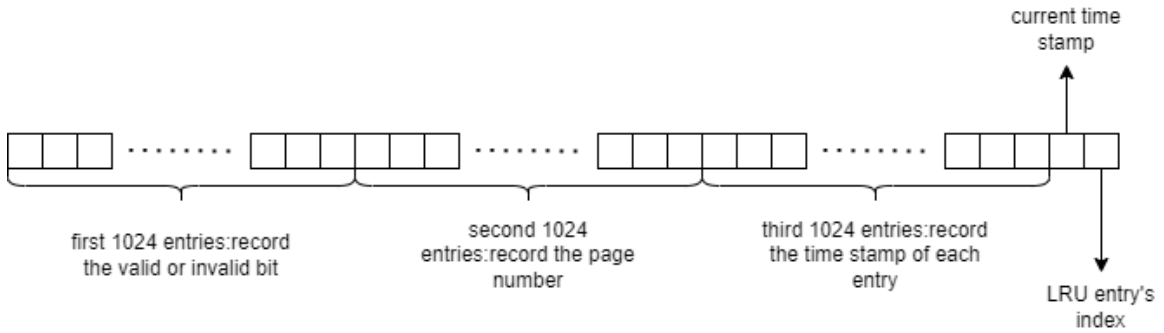 current time
stamp
first 1024 entries:record
the valid or invalid bit
second 1024
entries:record the page
number
third 1024 entries:record
the time stamp of each
entry
LRU entry's
index